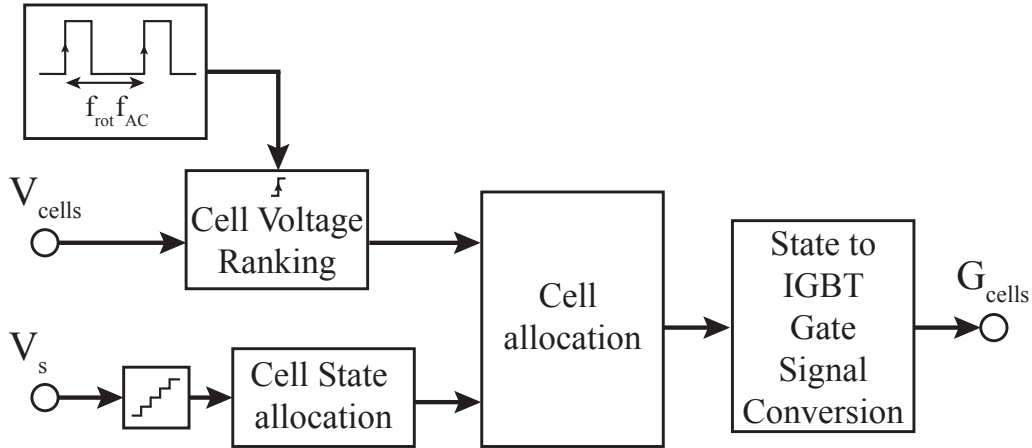 f_rot f_AC
V_cells
Cell Voltage
Ranking
V_s
Cell State
allocation
Cell
allocation
State to
IGBT
Gate
Signal
Conversion
G_cells